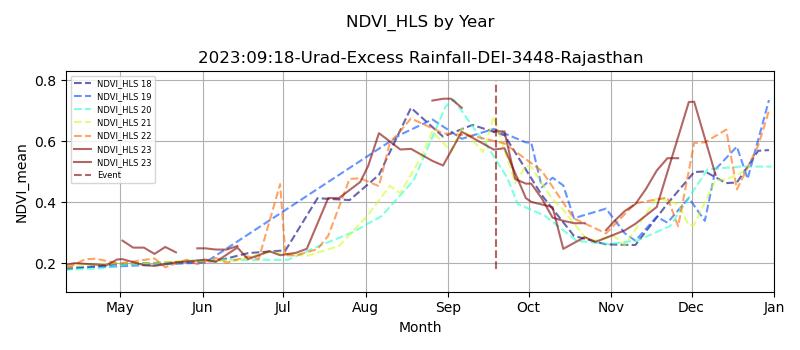 NDVI_HLS by Year
2023:09:18-Urad-Excess Rainfall-DEI-3448-Rajasthan
0.8
0.6
0.4
0.2
NDVI_mean
NDVI_HLS 18
NDVI_HLS 19
NDVI_HLS 20
NDVI_HLS 21
NDVI_HLS 22
NDVI_HLS 23
NDVI_HLS 23
Event
May Jun Jul Aug Sep Oct Nov Dec Jan
Month